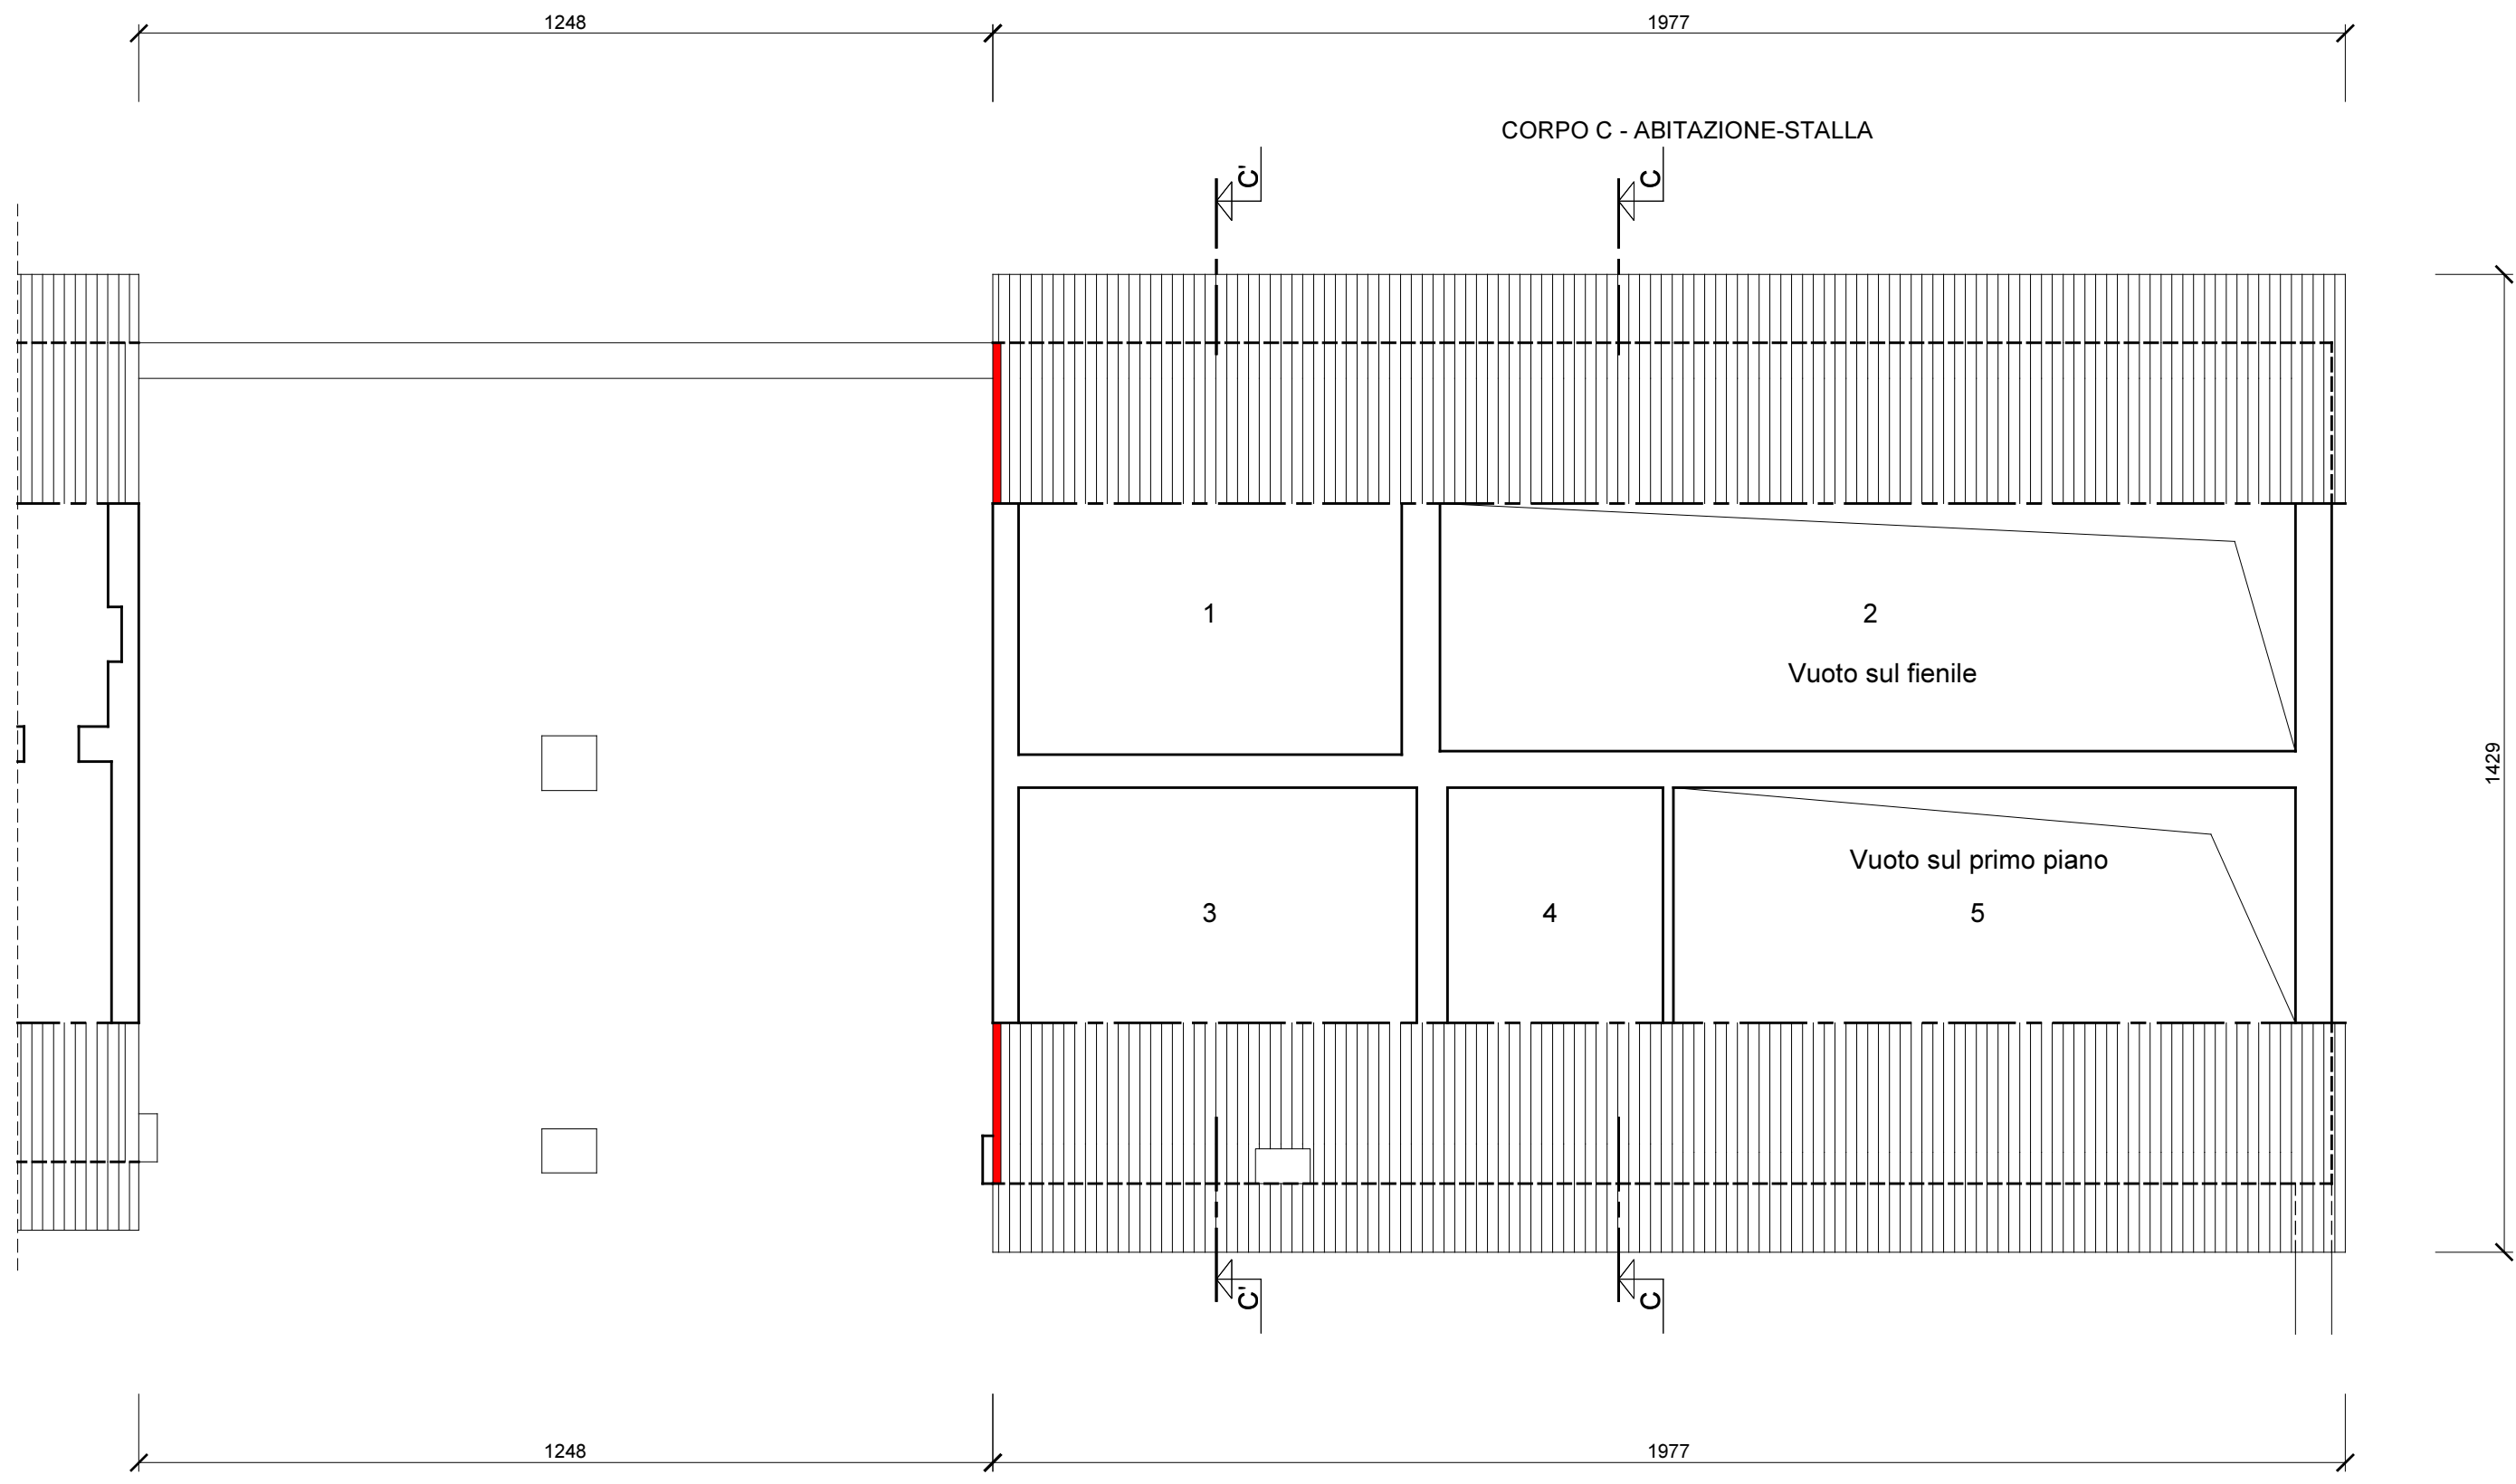 1248
1977
CORPO C - ABITAZIONE-STALLA
C'
C
1
2
Vuoto sul fienile
1429
Vuoto sul primo piano
3
4
5
C'
C
1248
1977